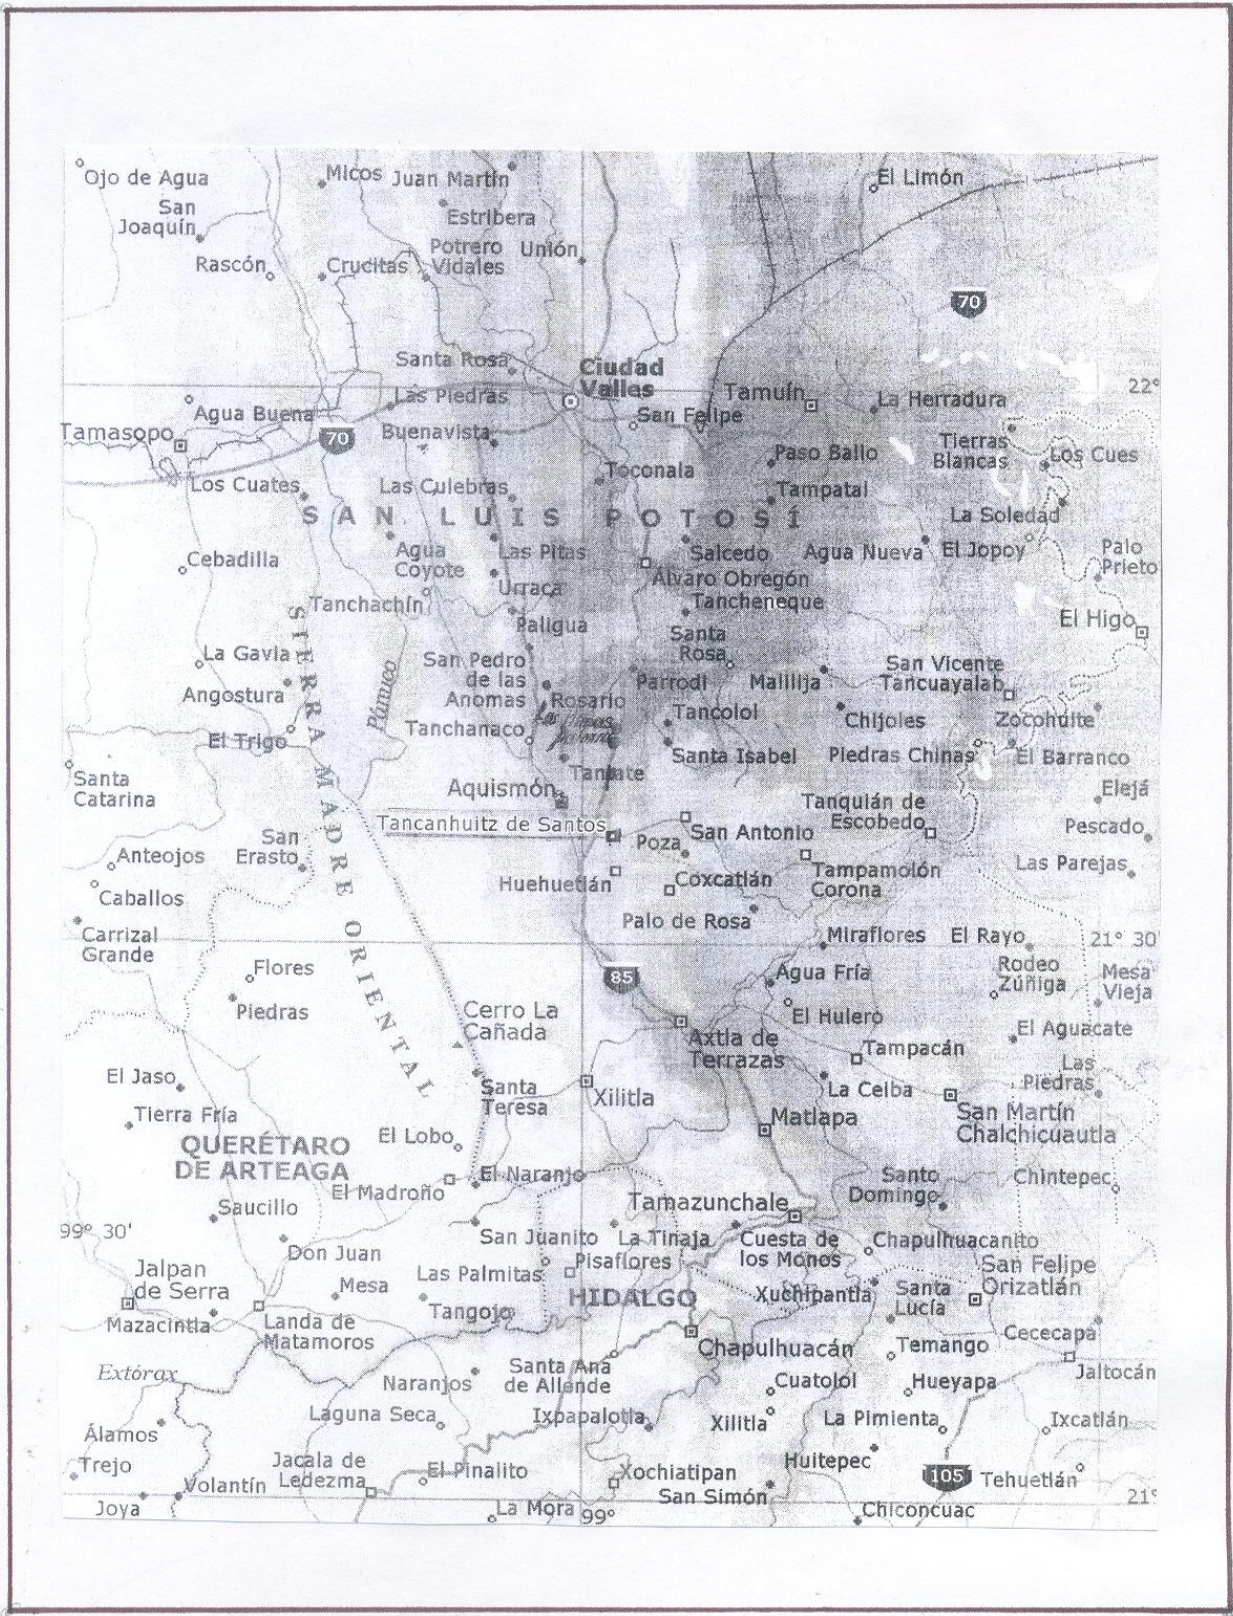 Ojo de Agua
Micos
Juan Martín
El Limón
San
Joaquín
Estribera
Rascón
Crucitas
Potrero
Vidales
Unión
70
Santa Rosa
Ciudad
Valles
22°
Agua Buena
Las Piedras
San Felipe
Tamuín
La Herradura
Tamasopo
70
Buenavista
Paso Ballo
Tierras
Blancas
Los Cues
Los Cuates
Las Culebras
Toconala
Tampatal
La Soledad
SAN LUIS POTOSÍ
Cebadilla
Agua
Coyote
Las Pitas
Salcedo
Agua Nueva
El Jopoy
Palo
Prieto
Urraca
Álvaro Obregón
Tanchachín
Tancheneque
Paligua
El Higo
SIERRA MADRE ORIENTAL
La Gavia
San Pedro
de las
Anomas
Santa
Rosa
San Vicente
Tancuayalab
Angostura
Pánuco
Rosario
Parrodi
Malilija
El Trigo
Tanchanaco
Tancolol
Chijoles
Zocohuite
Santa
Catarina
Tantate
Santa Isabel
Piedras Chinas
El Barranco
Aquismón
Tanquián de
Escobedo
Elejá
Tancanhuitz de Santos
San
Erasto
Poza
San Antonio
Pescado
Anteojos
Huehuetlán
Coxcatlán
Tampamolón
Corona
Las Parejas
Caballos
Palo de Rosa
Carrizal
Grande
Miraflores
El Rayo
21° 30'
Flores
85
Agua Fría
Rodeo
Zúñiga
Mesa
Vieja
Piedras
Cerro La
Cañada
El Hulero
El Aguacate
Axtla de
Terrazas
Tampacán
Las
Piedras
El Jaso
Santa
Teresa
Xilitla
La Ceiba
Tierra Fría
Matlapa
San Martín
Chalchicuautla
QUERÉTARO
DE ARTEAGA
El Lobo
El Madroño
El Naranjo
Santo
Domingo
Chintepec
Saucillo
Tamazunchale
99° 30'
Don Juan
San Juanito
La Tinaja
Cuesta de
los Monos
Chapulhuacanito
Jalpan
de Serra
Mesa
Las Palmitas
Pisaflores
Xuchipantla
Santa
Lucía
San Felipe
Orizatlán
Mazacintla
Landa de
Matamoros
Tangojo
HIDALGO
Cececapa
Chapulhuacán
Temango
Extórax
Naranjos
Santa Ana
de Allende
Cuatolol
Hueyapa
Jaltocán
Laguna Seca
Ixpapalotla
Xilitla
La Pimienta
Ixcatlán
Álamos
Trejo
Jacala de
Ledezma
El Pinalito
Xochiatipan
Huitepec
105
Tehuetlán
Volantín
San Simón
21°
Joya
La Mora
99°
Chiconcuac